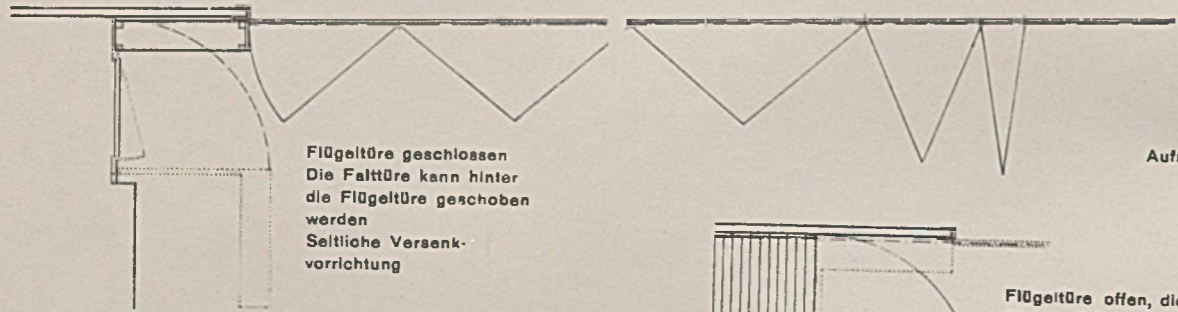 Flügeltüre geschlossen
Die Falttüre kann hinter
die Flügeltüre geschoben
werden
Seitliche Versenk-
vorrichtung
Flügeltüre offen, die